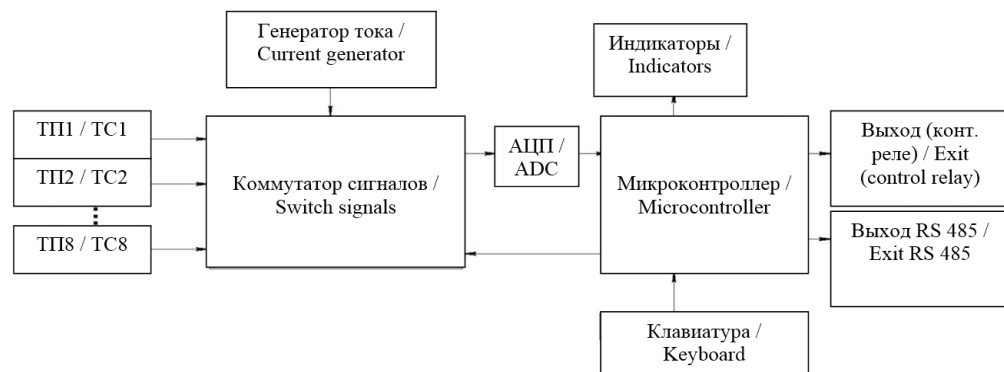 Генератор тока /
Current generator
Индикаторы /
Indicators
ТП1 / ТС1
ТП2 / ТС2
ТП8 / ТС8
Коммутатор сигналов /
Switch signals
АЦП /
ADC
Микроконтроллер /
Microcontroller
Выход (конт.
реле) / Exit
(control relay)
Выход RS 485 /
Exit RS 485
Клавиатура /
Keyboard